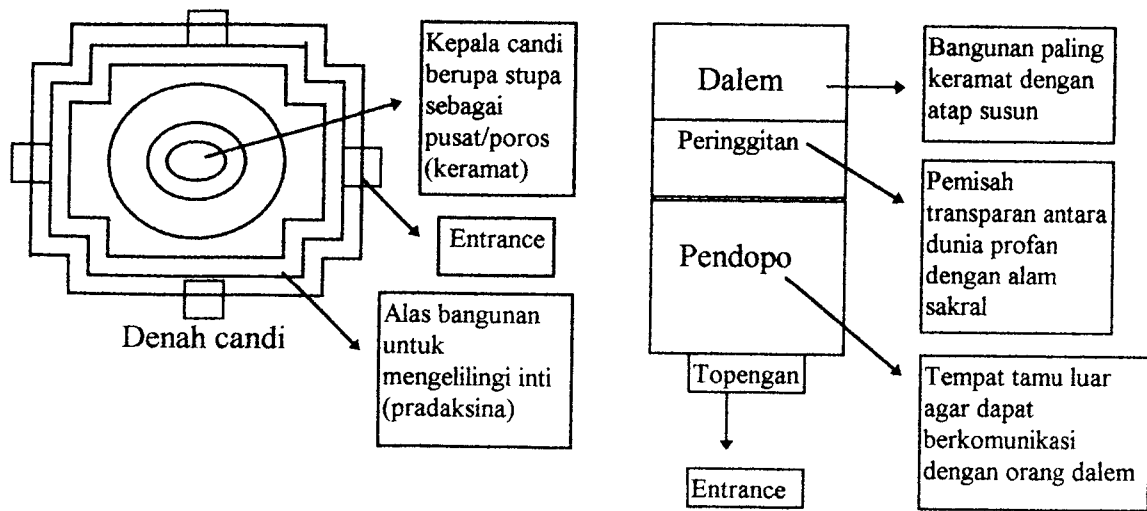 Kepala candi
berupa stupa
sebagai
pusat/poros
(keramat)
Entrance
Alas bangunan
untuk
mengelilingi inti
(pradaksina)
Denah candi
Dalem
Peringgitan
Pendopo
Topengan
Entrance
Bangunan paling
keramat dengan
atap susun
Pemisah
transparan antara
dunia profan
dengan alam
sakral
Tempat tamu luar
agar dapat
berkomunikasi
dengan orang dalem